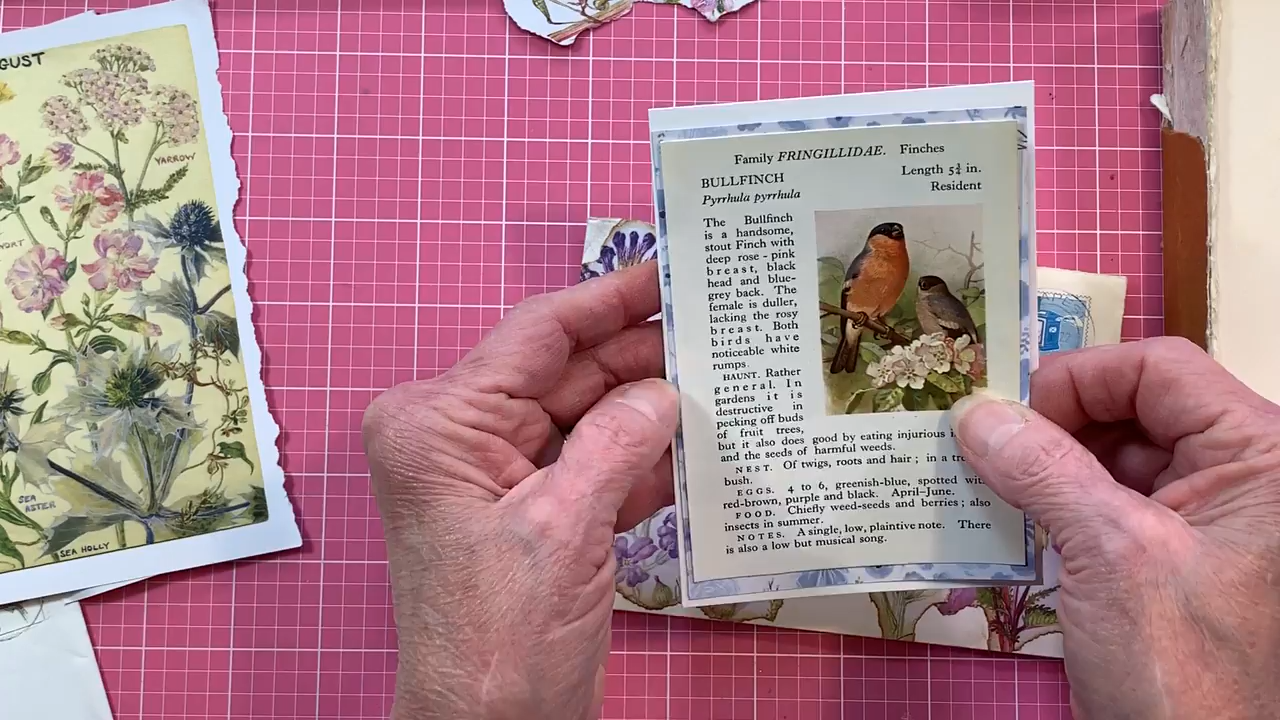 GUST
YARROW
ORT
SEA
ASTER
SEA HOLLY
Family FRINGILLIDAE. Finches
BULLFINCH
Length 5¾ in.
Pyrrhula pyrrhula
Resident
The Bullfinch
is a handsome,
stout Finch with
deep rose-pink
breast, black
head and blue-
grey back. The
female is duller,
lacking the rosy
breast. Both
birds have
noticeable white
rumps.
HAUNT. Rather
general. In
gardens it is
destructive in
pecking off buds
of fruit trees,
but it also does good by eating injurious
and the seeds of harmful weeds.
NEST. Of twigs, roots and hair; in a
bush.
EGGS. 4 to 6, greenish-blue, spotted
red-brown, purple and black. April-June.
FOOD. Chiefly weed-seeds and berries; also
insects in summer.
NOTES. A single, low, plaintive note. There
is also a low but musical song.